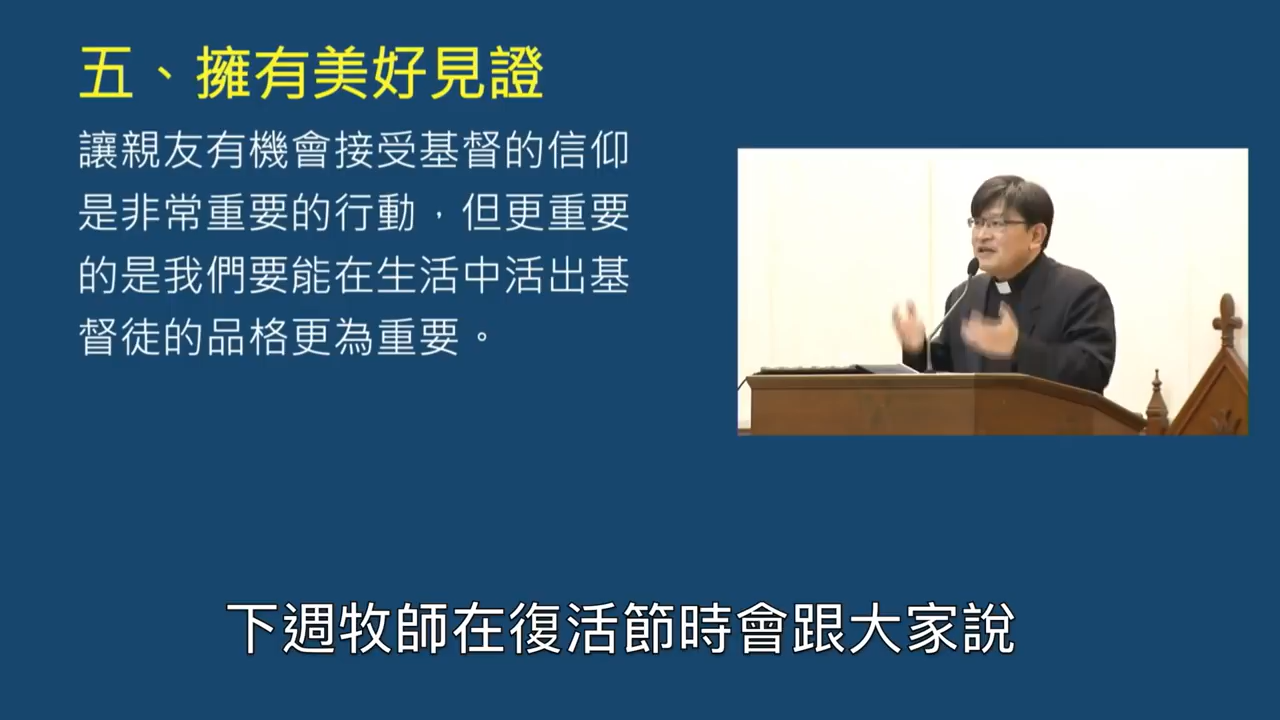 五、擁有美好見證
讓親友有機會接受基督的信仰
是非常重要的行動，但更重要
的是我們要能在生活中活出基
督徒的品格更為重要。
下週牧師在復活節時會跟大家說